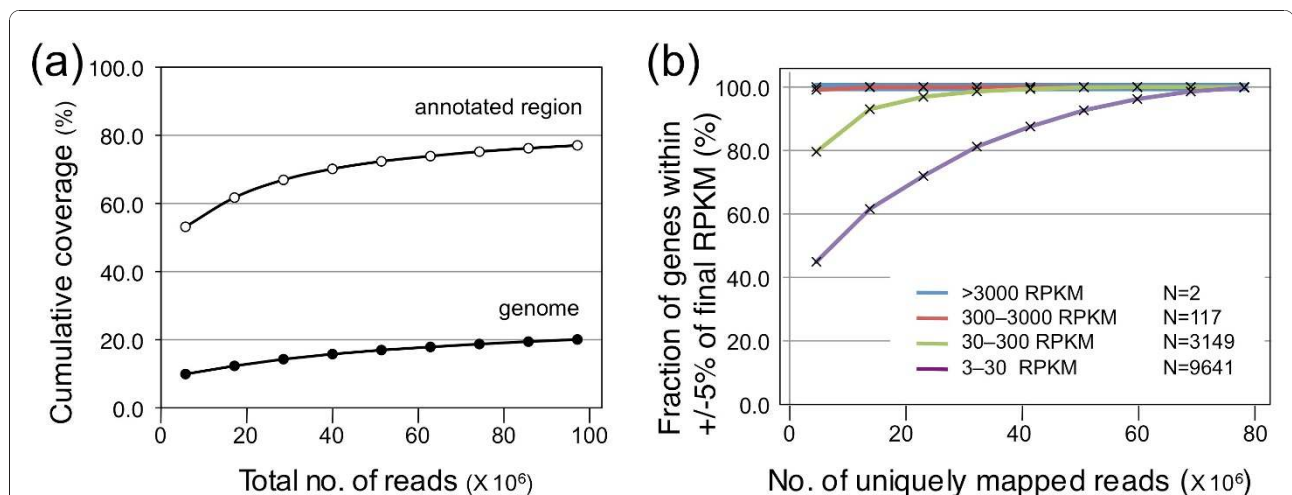 (a)
100.0
80.0
60.0
40.0
20.0
0.0
Cumulative coverage (%)
annotated region
genome
0 20 40 60 80 100
Total no. of reads (X 10⁶)
(b)
100.0
80.0
60.0
40.0
20.0
0.0
Fraction of genes within
+/-5% of final RPKM (%)
>3000 RPKM N=2
300–3000 RPKM N=117
30–300 RPKM N=3149
3–30 RPKM N=9641
0 20 40 60 80
No. of uniquely mapped reads (X 10⁶)